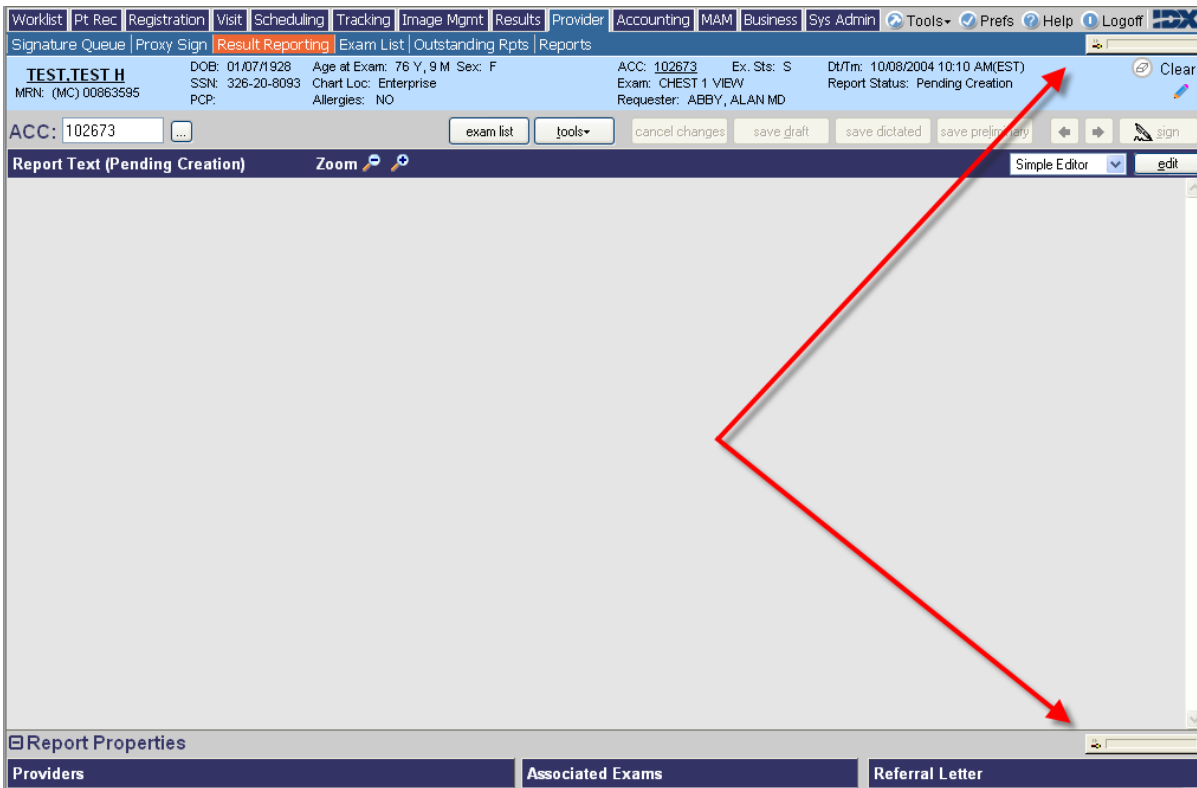 Worklist Pt Rec Registration Visit Scheduling Tracking Image Mgmt Results Provider Accounting MAM Business Sys Admin Tools Prefs Help Logoff IDX
Signature Queue Proxy Sign Result Reporting Exam List Outstanding Rpts Reports
TEST,TEST H DOB: 01/07/1928 Age at Exam: 76 Y, 9 M Sex: F ACC: 102673 Ex. Sts: S Dt/Tm: 10/08/2004 10:10 AM(EST) Clear
MRN: (MC) 00863595 SSN: 326-20-8093 Chart Loc: Enterprise Exam: CHEST 1 VIEW Report Status: Pending Creation
PCP: Allergies: NO Requester: ABBY, ALAN MD
ACC: 102673 ... exam list tools cancel changes save draft save dictated save preliminary sign
Report Text (Pending Creation) Zoom Simple Editor edit
Report Properties
Providers Associated Exams Referral Letter